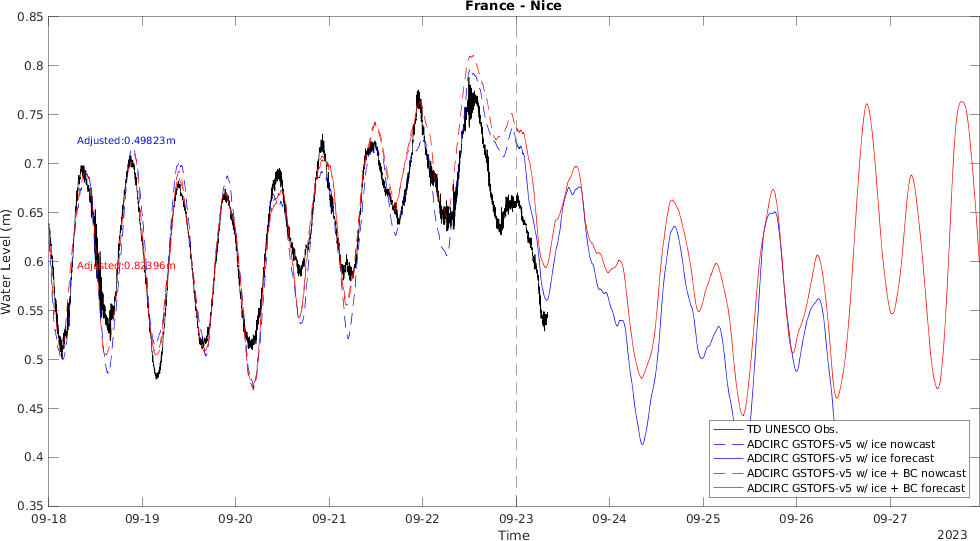 France - Nice
0.85
0.8
0.75
0.7
0.65
0.6
0.55
0.5
0.45
0.4
0.35
Water Level (m)
Adjusted:0.49823m
Adjusted:0.82396m
TD UNESCO Obs.
ADCIRC GSTOFS-v5 w/ ice nowcast
ADCIRC GSTOFS-v5 w/ ice forecast
ADCIRC GSTOFS-v5 w/ ice + BC nowcast
ADCIRC GSTOFS-v5 w/ ice + BC forecast
09-18 09-19 09-20 09-21 09-22 09-23 09-24 09-25 09-26 09-27
Time
2023